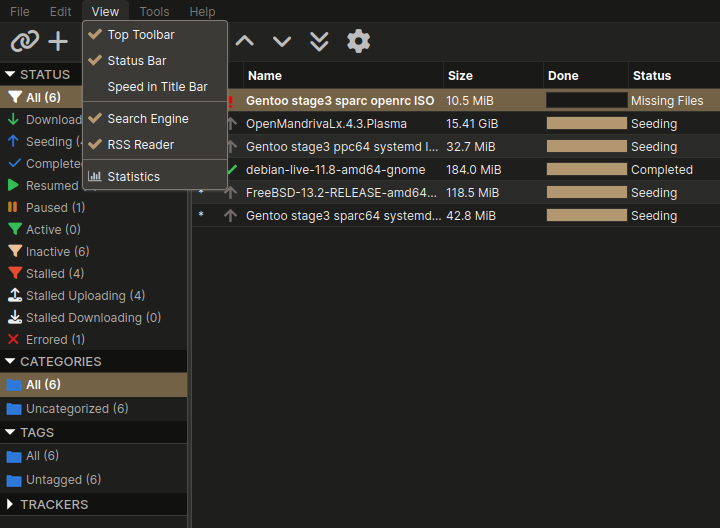 File Edit View Tools Help
Top Toolbar
Status Bar
Speed in Title Bar
Search Engine
RSS Reader
Statistics
STATUS
All (6)
Download
Seeding (4
Complete
Resumed
Paused (1)
Active (0)
Inactive (6)
Stalled (4)
Stalled Uploading (4)
Stalled Downloading (0)
Errored (1)
CATEGORIES
All (6)
Uncategorized (6)
TAGS
All (6)
Untagged (6)
TRACKERS
Name Size Done Status
Gentoo stage3 sparc openrc ISO 10.5 MiB Missing Files
OpenMandrivaLx.4.3.Plasma 15.41 GiB Seeding
Gentoo stage3 ppc64 systemd I... 32.7 MiB Seeding
debian-live-11.8-amd64-gnome 184.0 MiB Completed
* FreeBSD-13.2-RELEASE-amd64... 118.5 MiB Seeding
* Gentoo stage3 sparc64 systemd... 42.8 MiB Seeding